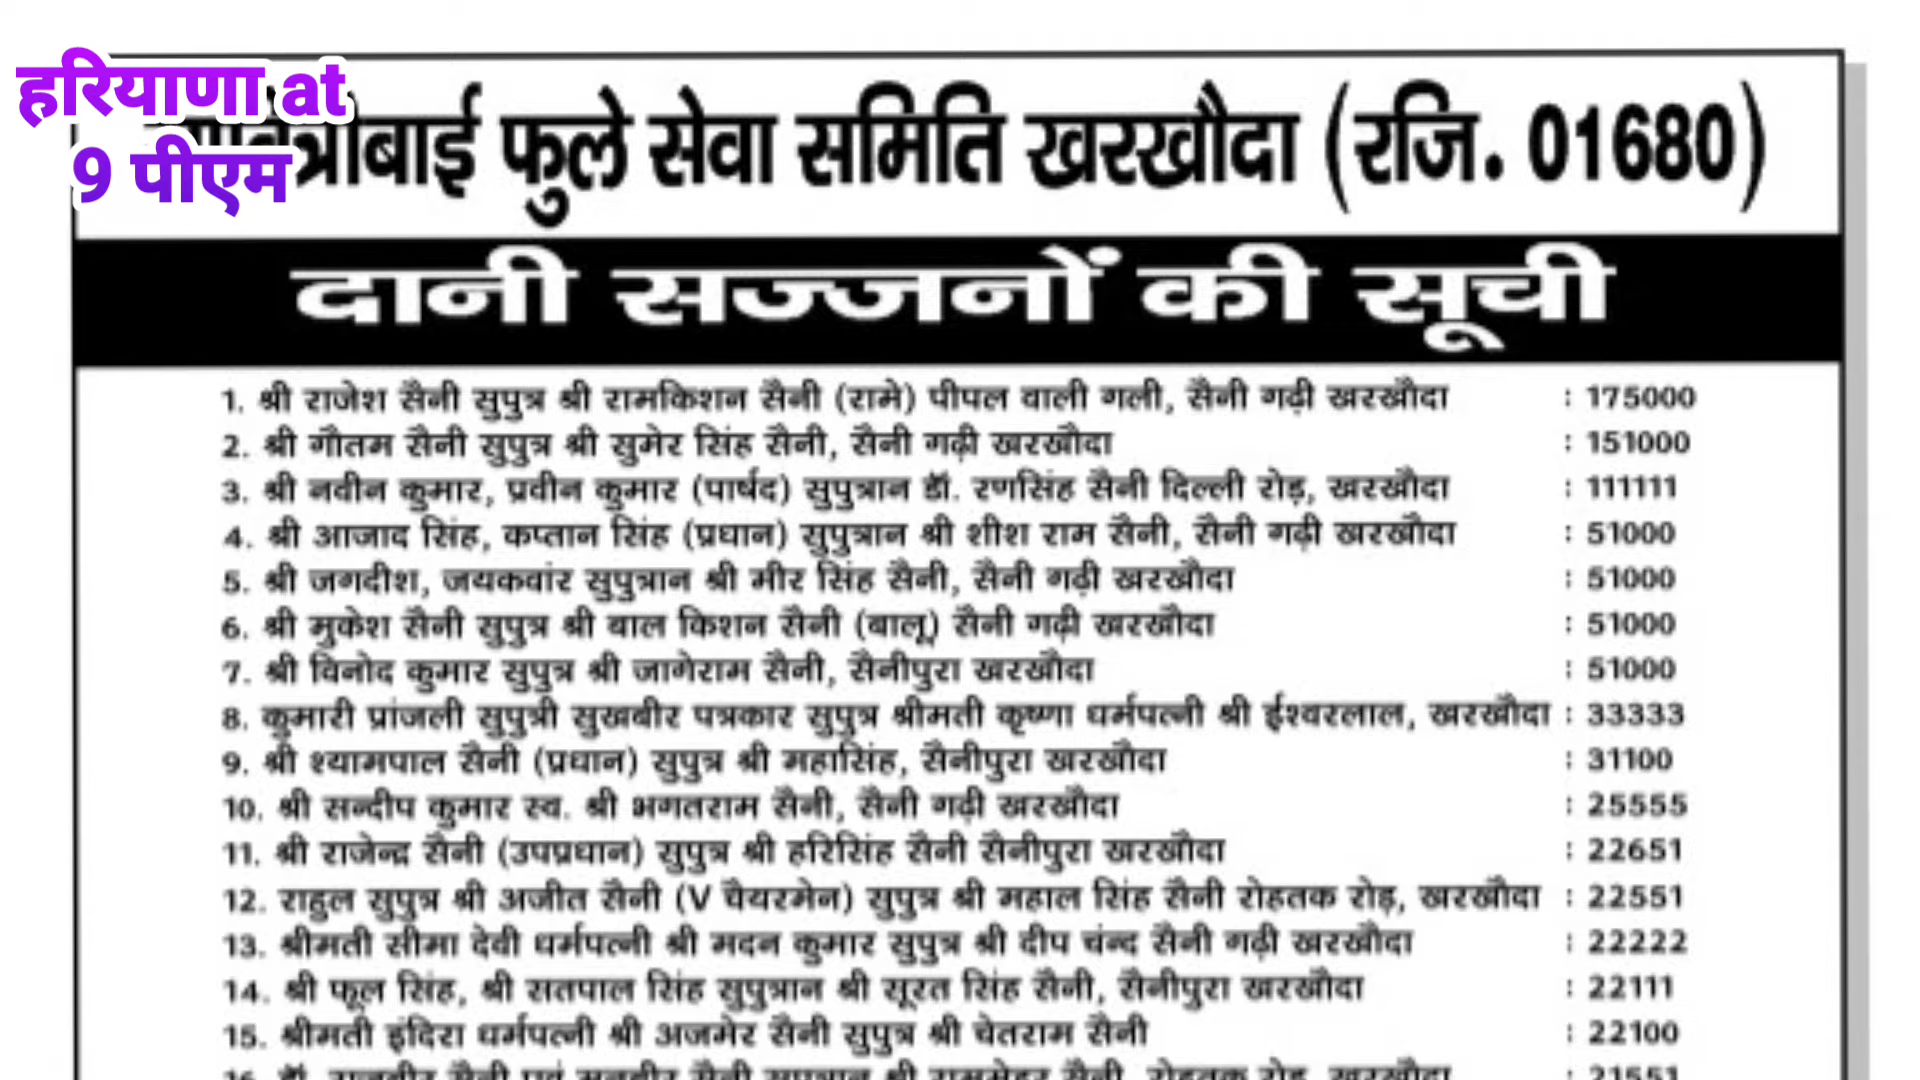 हरियाणा at
9 पीएम
फुले सेवा समिति खरखौदा (रजि. 01680)
दानी सज्जनों की सूची
1. श्री राजेश सैनी सुपुत्र श्री रामकिशन सैनी (रामे) पीपल वाली गली, सैनी गढ़ी खरखौदा : 175000
2. श्री गौतम सैनी सुपुत्र श्री सुमेर सिंह सैनी, सैनी गढ़ी खरखौदा : 151000
3. श्री नवीन कुमार, प्रवीन कुमार (पार्षद) सुपुत्रान डॉ. रणसिंह सैनी दिल्ली रोड़, खरखौदा : 111111
4. श्री आजाद सिंह, कप्तान सिंह (प्रधान) सुपुत्रान श्री शीश राम सैनी, सैनी गढ़ी खरखौदा : 51000
5. श्री जगदीश, जयकवांर सुपुत्रान श्री मीर सिंह सैनी, सैनी गढ़ी खरखौदा : 51000
6. श्री मुकेश सैनी सुपुत्र श्री बाल किशन सैनी (बालू) सैनी गढ़ी खरखौदा : 51000
7. श्री विनोद कुमार सुपुत्र श्री जागेराम सैनी, सैनीपुरा खरखौदा : 51000
8. कुमारी प्रांजली सुपुत्री सुखबीर पत्रकार सुपुत्र श्रीमती कृष्णा धर्मपत्नी श्री ईश्वरलाल, खरखौदा : 33333
9. श्री श्यामपाल सैनी (प्रधान) सुपुत्र श्री महासिंह, सैनीपुरा खरखौदा : 31100
10. श्री सन्दीप कुमार स्व. श्री भगतराम सैनी, सैनी गढ़ी खरखौदा : 25555
11. श्री राजेन्द्र सैनी (उपप्रधान) सुपुत्र श्री हरिसिंह सैनी सैनीपुरा खरखौदा : 22651
12. राहुल सुपुत्र श्री अजीत सैनी (V चैयरमेन) सुपुत्र श्री महाल सिंह सैनी रोहतक रोड़, खरखौदा : 22551
13. श्रीमती सीमा देवी धर्मपत्नी श्री मदन कुमार सुपुत्र श्री दीप चंन्द सैनी गढ़ी खरखौदा : 22222
14. श्री फूल सिंह, श्री सतपाल सिंह सुपुत्रान श्री सूरत सिंह सैनी, सैनीपुरा खरखौदा : 22111
15. श्रीमती इंदिरा धर्मपत्नी श्री अजमेर सैनी सुपुत्र श्री चेतराम सैनी : 22100